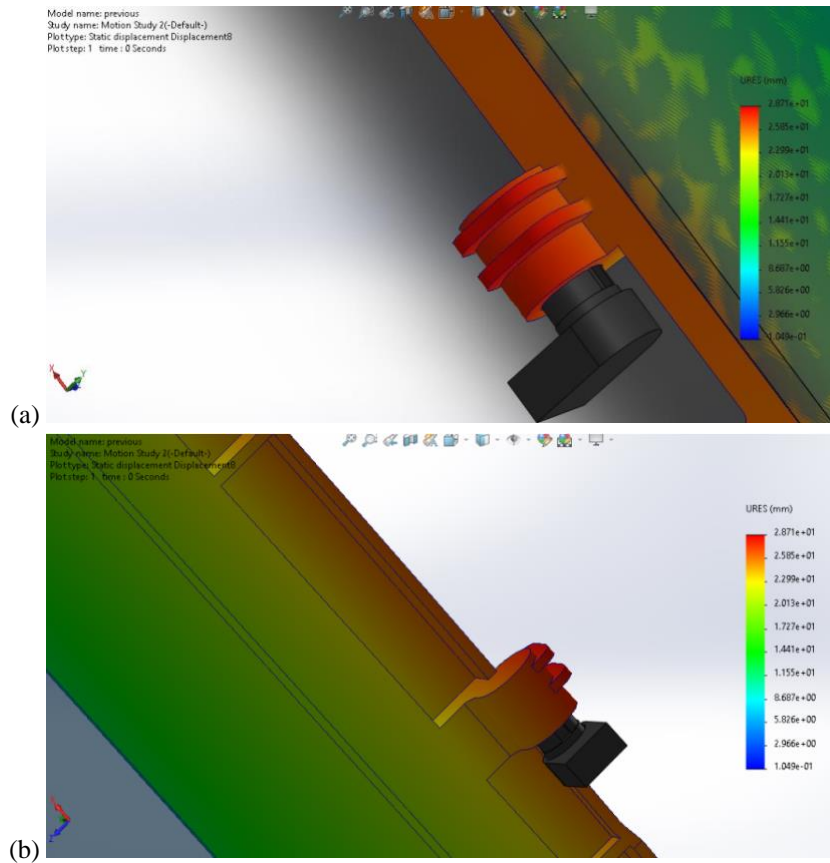 Model name: previous
Study name: Motion Study 2(-Default-)
Plot type: Static displacement Displacement8
Plot step: 1 time : 0 Seconds
URES (mm)
2.871e+01
2.585e+01
2.299e+01
2.013e+01
1.727e+01
1.441e+01
1.155e+01
8.687e+00
5.826e+00
2.966e+00
1.049e-01
X
Y
(a)
Model name: previous
Study name: Motion Study 2(-Default-)
Plot type: Static displacement Displacement8
Plot step: 1 time : 0 Seconds
URES (mm)
2.871e+01
2.585e+01
2.299e+01
2.013e+01
1.727e+01
1.441e+01
1.155e+01
8.687e+00
5.826e+00
2.966e+00
1.049e-01
Z
(b)